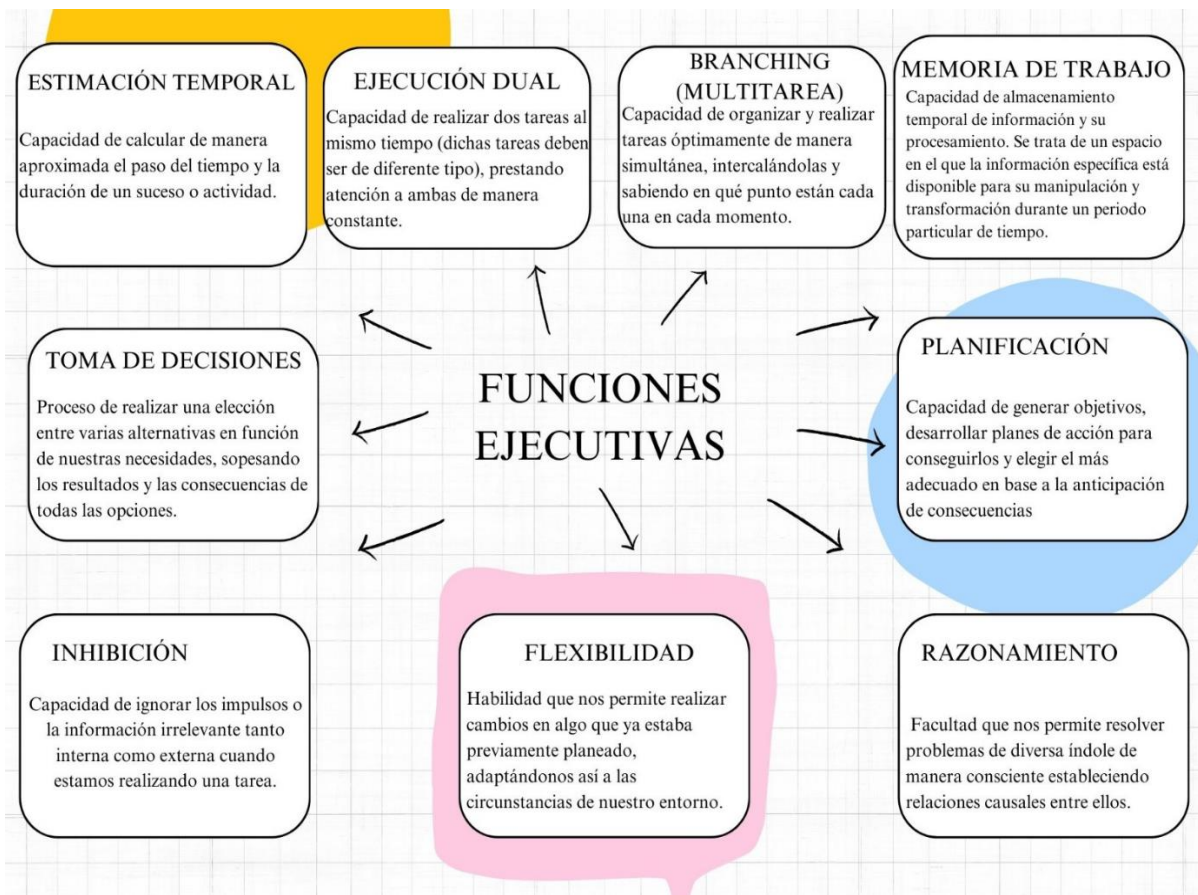 ESTIMACIÓN TEMPORAL
Capacidad de calcular de manera
aproximada el paso del tiempo y la
duración de un suceso o actividad.
EJECUCIÓN DUAL
Capacidad de realizar dos tareas al
mismo tiempo (dichas tareas deben
ser de diferente tipo), prestando
atención a ambas de manera
constante.
BRANCHING
(MULTITAREA)
Capacidad de organizar y realizar
tareas óptimamente de manera
simultánea, intercalándolas y
sabiendo en qué punto están cada
una en cada momento.
MEMORIA DE TRABAJO
Capacidad de almacenamiento
temporal de información y su
procesamiento. Se trata de un espacio
en el que la información específica está
disponible para su manipulación y
transformación durante un periodo
particular de tiempo.
TOMA DE DECISIONES
Proceso de realizar una elección
entre varias alternativas en función
de nuestras necesidades, sopesando
los resultados y las consecuencias de
todas las opciones.
FUNCIONES
EJECUTIVAS
PLANIFICACIÓN
Capacidad de generar objetivos,
desarrollar planes de acción para
conseguirlos y elegir el más
adecuado en base a la anticipación
de consecuencias
INHIBICIÓN
Capacidad de ignorar los impulsos o
la información irrelevante tanto
interna como externa cuando
estamos realizando una tarea.
FLEXIBILIDAD
Habilidad que nos permite realizar
cambios en algo que ya estaba
previamente planeado,
adaptándonos así a las
circunstancias de nuestro entorno.
RAZONAMIENTO
Facultad que nos permite resolver
problemas de diversa índole de
manera consciente estableciendo
relaciones causales entre ellos.